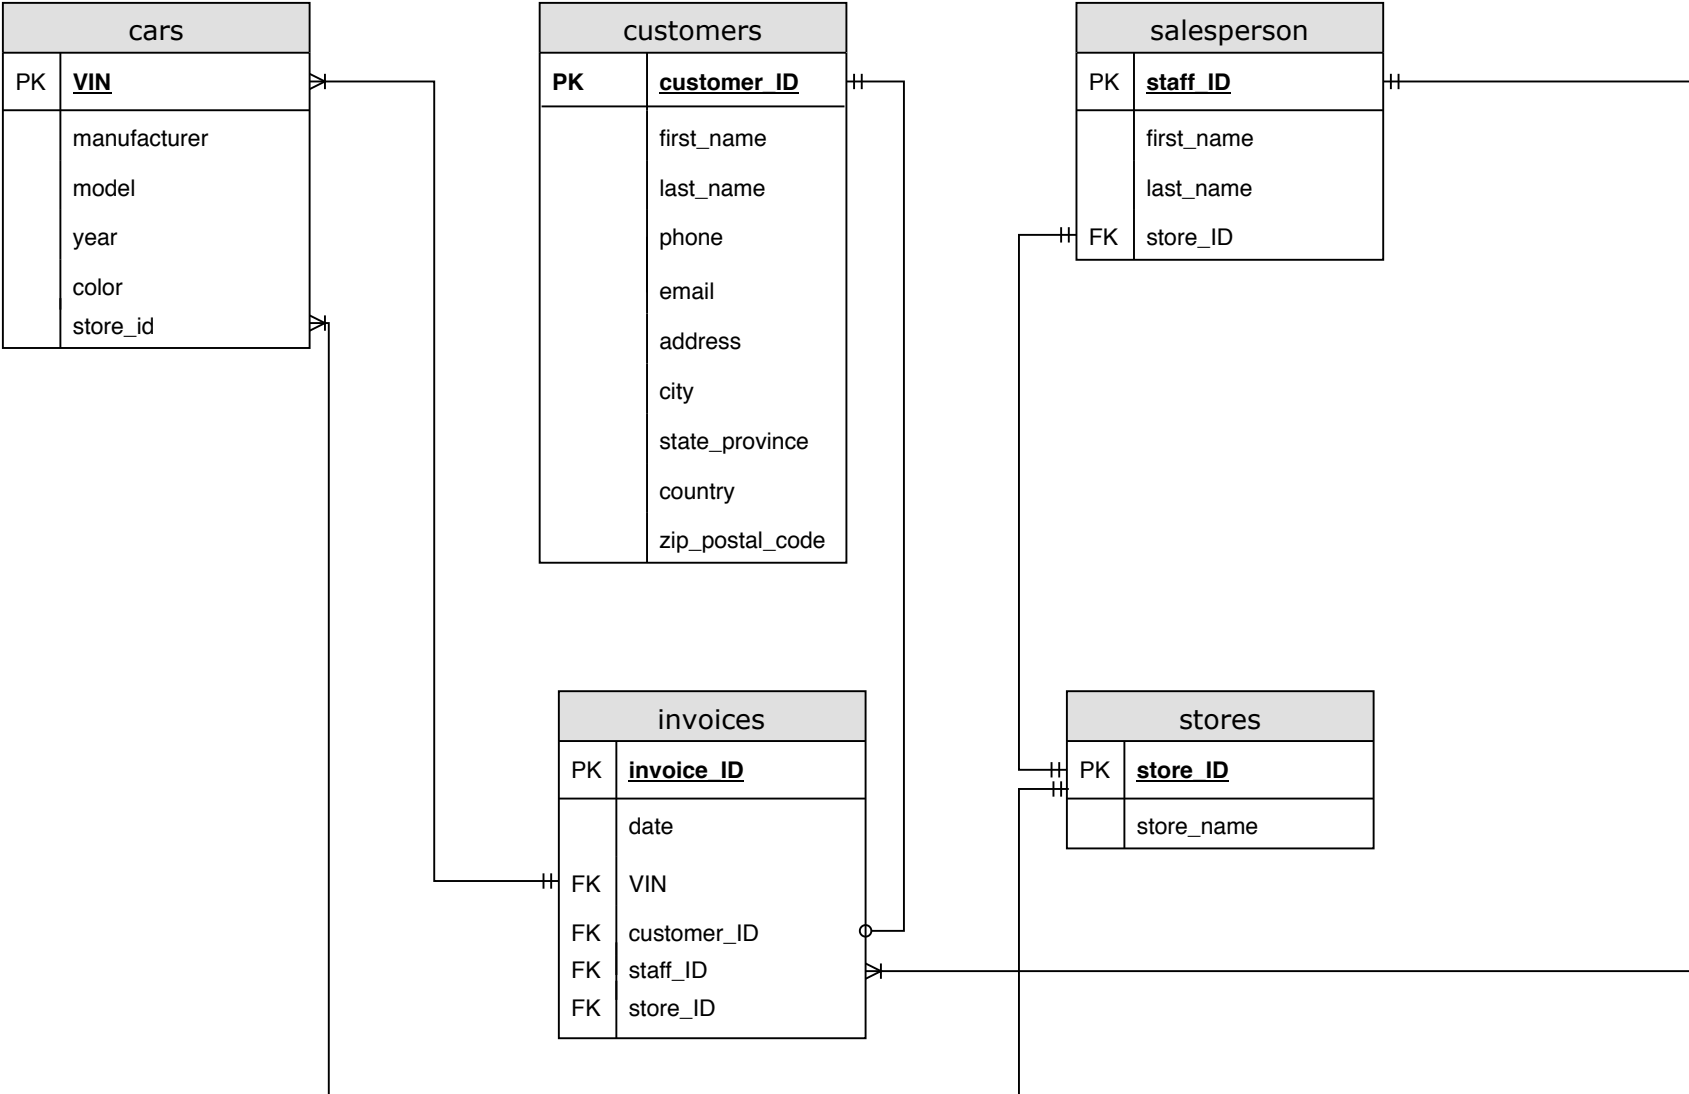 cars
PK VIN
manufacturer
model
year
color
store_id
customers
PK customer_ID
first_name
last_name
phone
email
address
city
state_province
country
zip_postal_code
salesperson
PK staff_ID
first_name
last_name
FK store_ID
invoices
PK invoice_ID
date
FK VIN
FK customer_ID
FK staff_ID
FK store_ID
stores
PK store_ID
store_name